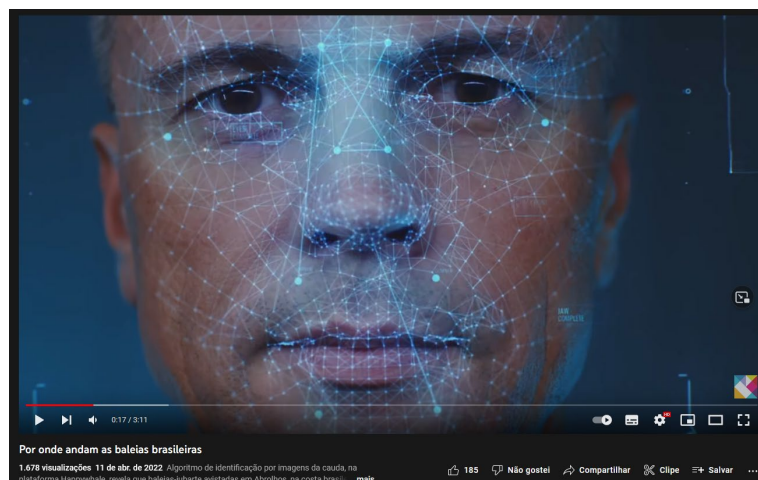 HD
0:17 / 3:11
Por onde andam as baleias brasileiras
1.678 visualizações 11 de abr. de 2022 Algoritmo de identificação por imagens da cauda, na
plataforma Happywhale, revela que baleias-jubarte avistadas em Abrolhos, na costa ...mais
185 Não gostei Compartilhar Clipe Salvar